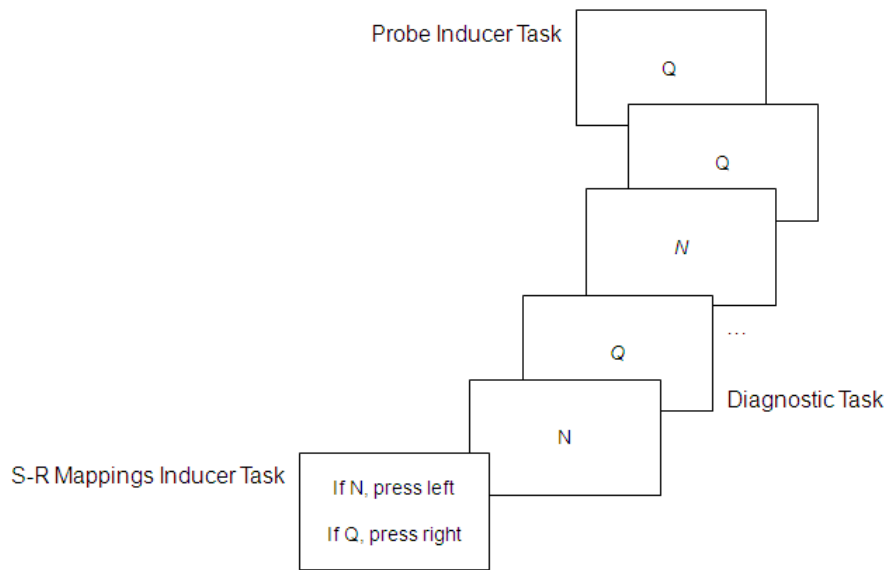 Probe Inducer Task
Q
Q
N
...
Q
Diagnostic Task
N
S-R Mappings Inducer Task
If N, press left
If Q, press right